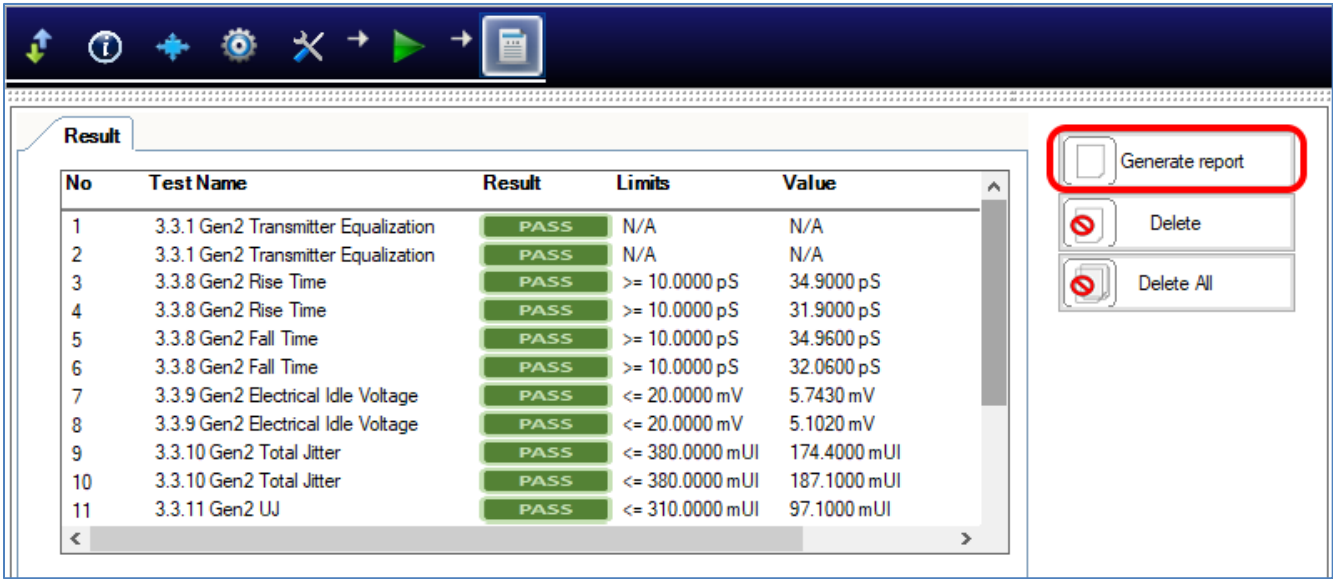 Result
No Test Name Result Limits Value
1 3.3.1 Gen2 Transmitter Equalization PASS N/A N/A
2 3.3.1 Gen2 Transmitter Equalization PASS N/A N/A
3 3.3.8 Gen2 Rise Time PASS >= 10.0000 pS 34.9000 pS
4 3.3.8 Gen2 Rise Time PASS >= 10.0000 pS 31.9000 pS
5 3.3.8 Gen2 Fall Time PASS >= 10.0000 pS 34.9600 pS
6 3.3.8 Gen2 Fall Time PASS >= 10.0000 pS 32.0600 pS
7 3.3.9 Gen2 Electrical Idle Voltage PASS <= 20.0000 mV 5.7430 mV
8 3.3.9 Gen2 Electrical Idle Voltage PASS <= 20.0000 mV 5.1020 mV
9 3.3.10 Gen2 Total Jitter PASS <= 380.0000 mUI 174.4000 mUI
10 3.3.10 Gen2 Total Jitter PASS <= 380.0000 mUI 187.1000 mUI
11 3.3.11 Gen2 UJ PASS <= 310.0000 mUI 97.1000 mUI
Generate report
Delete
Delete All